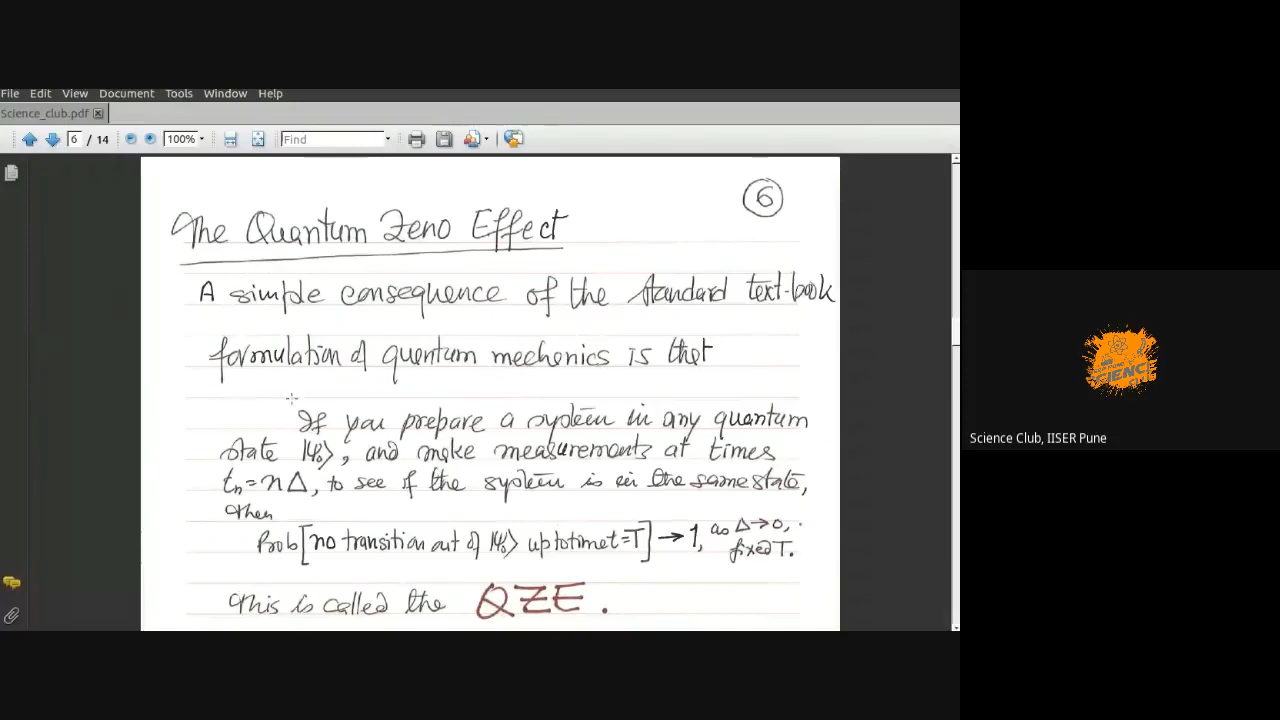 File Edit View Document Tools Window Help
Science_club.pdf
6 / 14 100% Find
6
The Quantum Zeno Effect
A simple consequence of the standard text-book
formulation of quantum mechenics is that
If you prepare a system in any quantum
state |ψ₀>, and make measurements at times
tn = n Δ, to see if the system is in the same state,
then
Prob [no transition out of |ψ₀> up to time t = T] → 1, as Δ → 0,
fixed T.
This is called the QZE.
SCIENCE
Science Club, IISER Pune